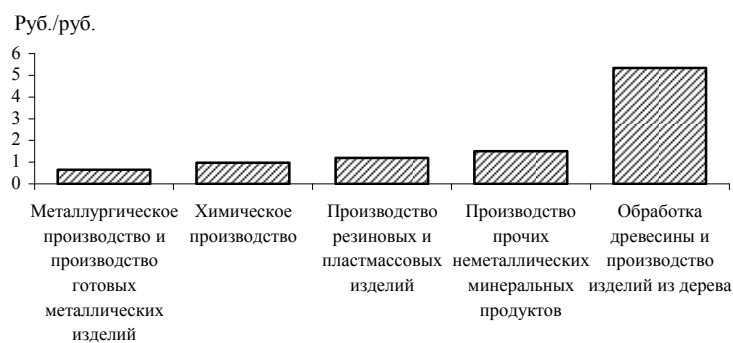 Руб./руб.
6
5
4
3
2
1
0
Металлургическое
производство и
производство
готовых
металлических
изделий
Химическое
производство
Производство
резиновых и
пластмассовых
изделий
Производство
прочих
неметаллических
минеральных
продуктов
Обработка
древесины и
производство
изделий из дерева